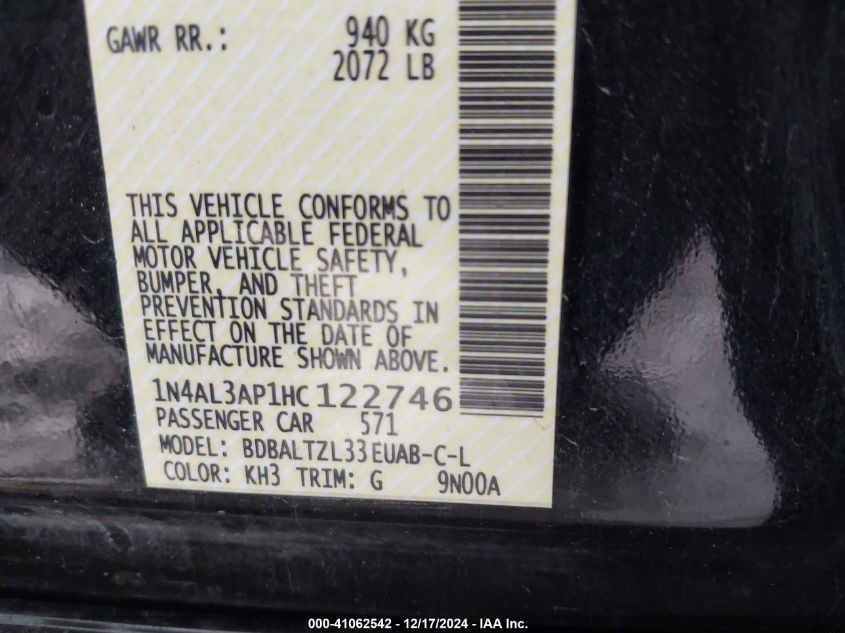 GAWR RR.: 940 KG
2072 LB
THIS VEHICLE CONFORMS TO
ALL APPLICABLE FEDERAL
MOTOR VEHICLE SAFETY,
BUMPER, AND THEFT
PREVENTION STANDARDS IN
EFFECT ON THE DATE OF
MANUFACTURE SHOWN ABOVE.
1N4AL3AP1HC122746
PASSENGER CAR 571
MODEL: BDBALTZL33EUAB-C-L
COLOR: KH3 TRIM: G 9N00A
000-41062542 - 12/17/2024 - IAA Inc.